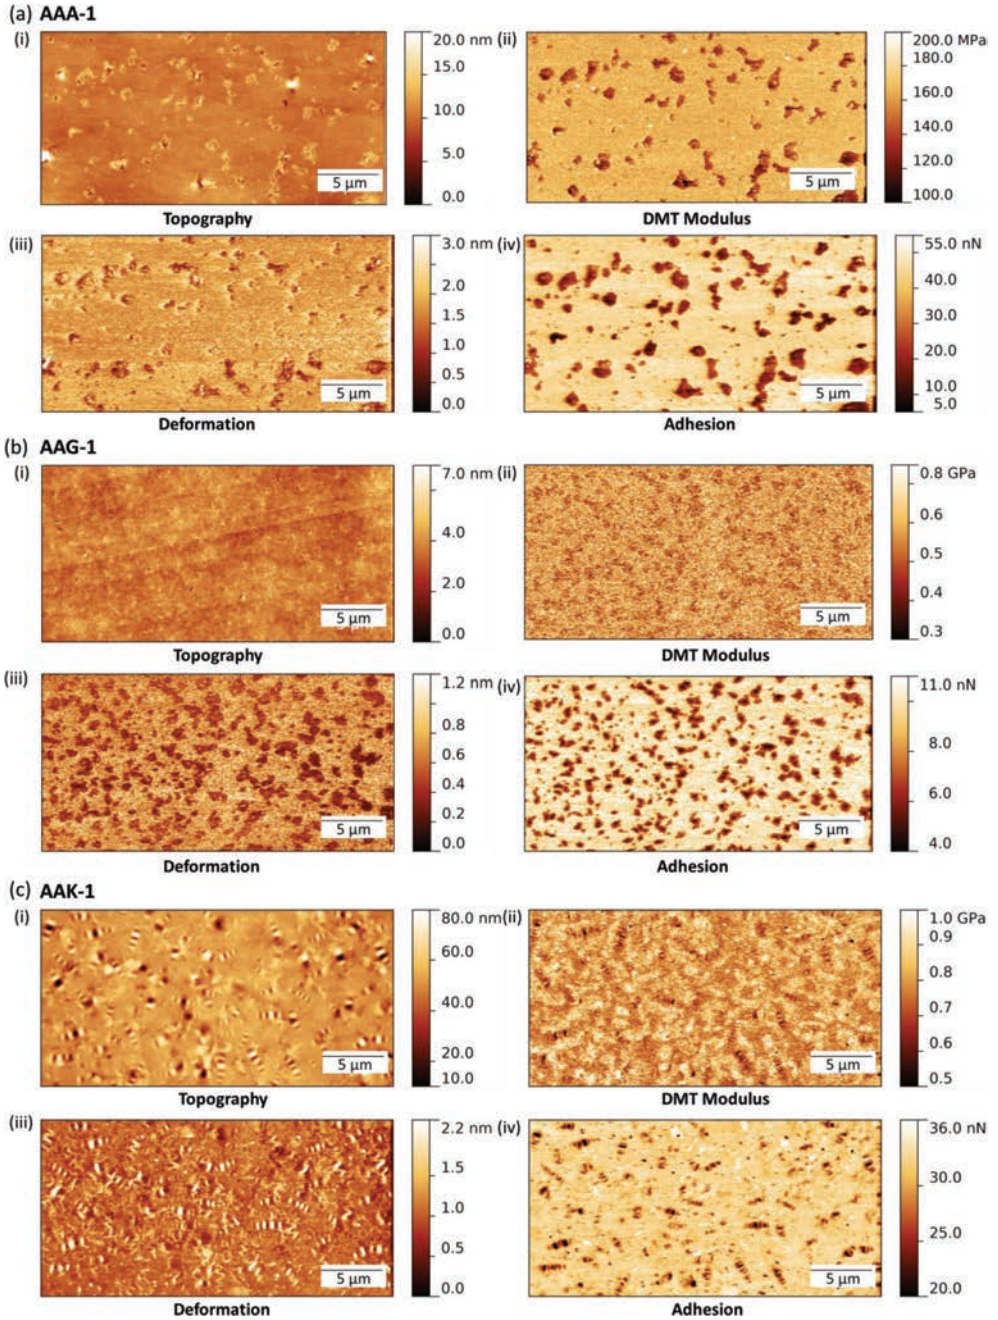 (a) AAA-1
(i)
20.0 nm
10.0
5.0
0.0
5 µm
Topography
(ii)
200.0 MPa
180.0
160.0
140.0
120.0
100.0
5 µm
DMT Modulus
(iii)
3.0 nm
2.0
1.5
1.0
0.5
0.0
5 µm
Deformation
(iv)
55.0 nN
40.0
30.0
20.0
10.0
5.0
5 µm
Adhesion
(b) AAG-1
(i)
7.0 nm
4.0
2.0
0.0
5 µm
Topography
(ii)
0.8 GPa
0.6
0.5
0.4
0.3
5 µm
DMT Modulus
(iii)
1.2 nm
0.8
0.6
0.4
0.2
0.0
5 µm
Deformation
(iv)
11.0 nN
8.0
6.0
4.0
5 µm
Adhesion
(c) AAK-1
(i)
80.0 nm
60.0
40.0
20.0
10.0
5 µm
Topography
(ii)
1.0 GPa
0.9
0.8
0.7
0.6
0.5
5 µm
DMT Modulus
(iii)
2.2 nm
1.5
1.0
0.5
0.0
5 µm
Deformation
(iv)
36.0 nN
30.0
25.0
20.0
5 µm
Adhesion